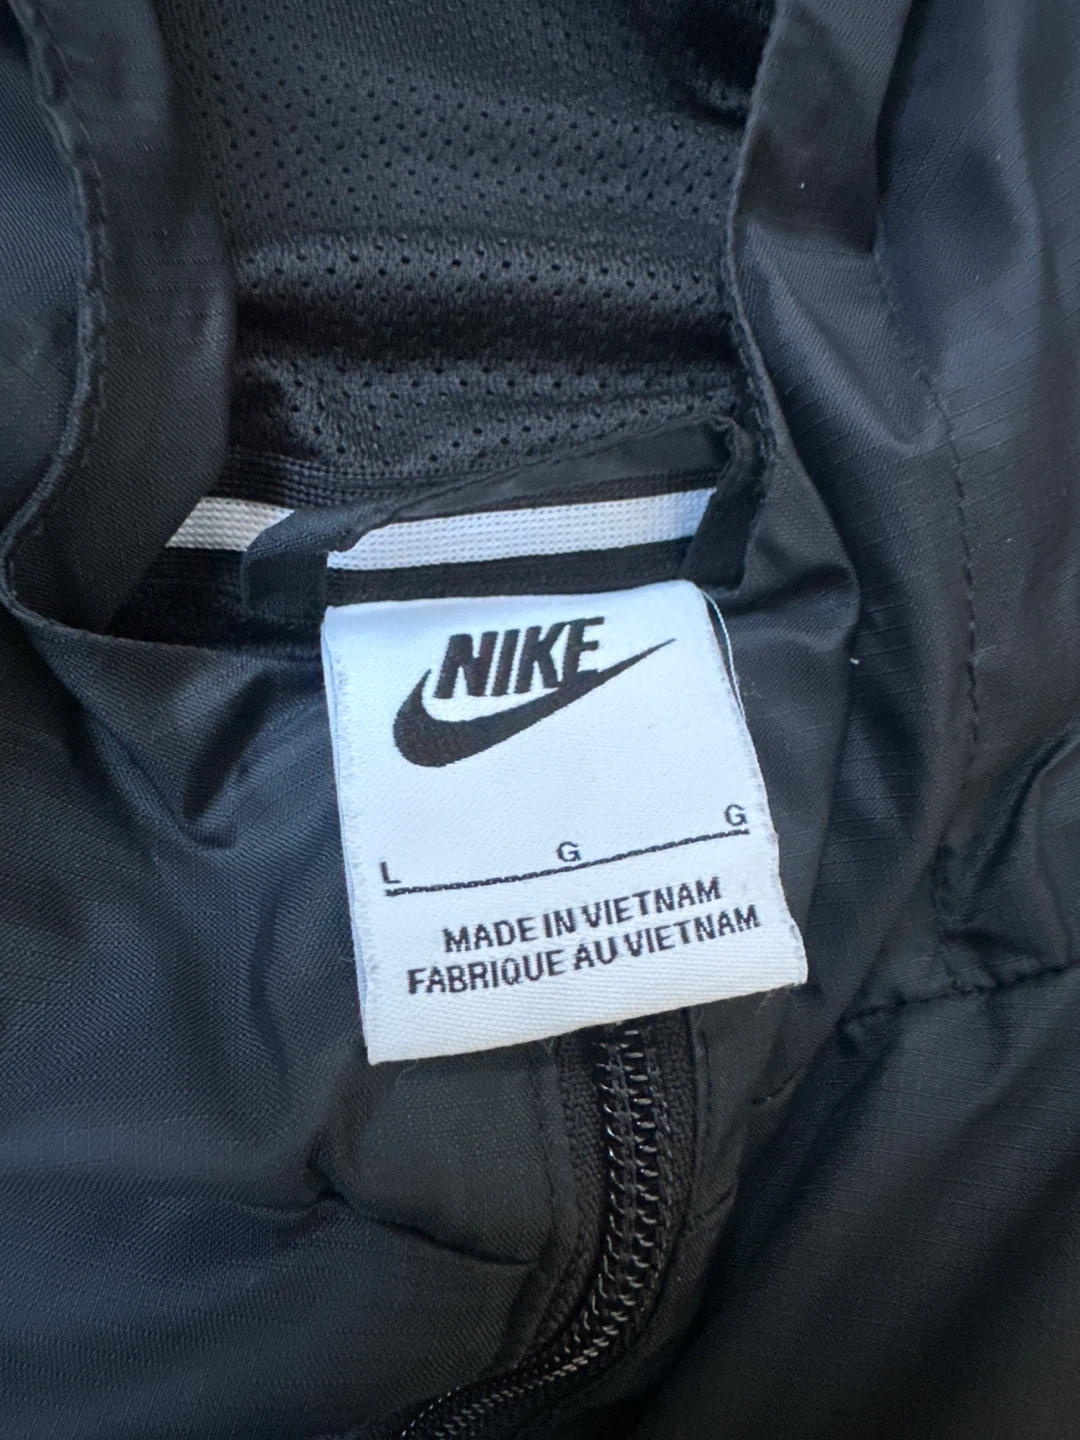 NIKE
L G G
MADE IN VIETNAM
FABRIQUE AU VIETNAM